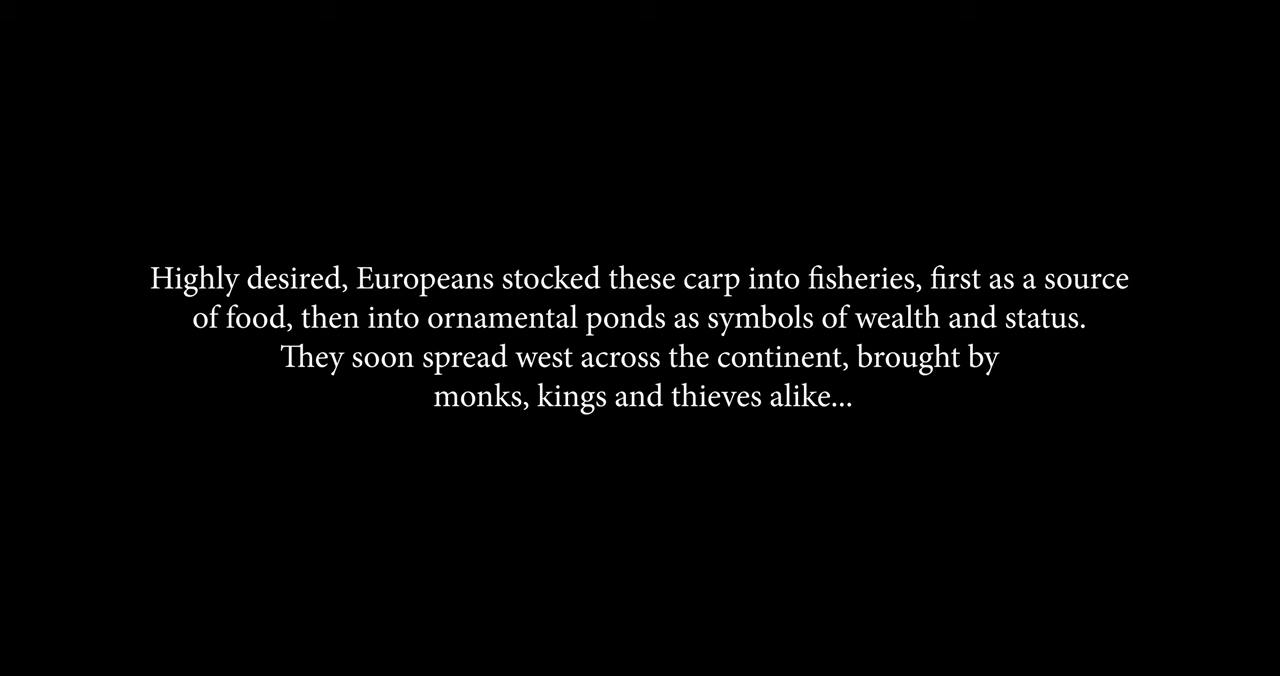 Highly desired, Europeans stocked these carp into fisheries, first as a source
of food, then into ornamental ponds as symbols of wealth and status.
They soon spread west across the continent, brought by
monks, kings and thieves alike...